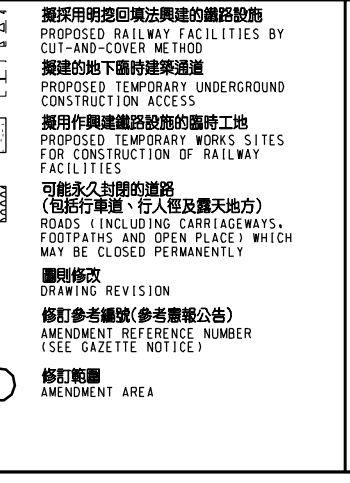 擬採用明挖回填法興建的鐵路設施
PROPOSED RAILWAY FACILITIES BY
CUT-AND-COVER METHOD
擬建的地下臨時建築通道
PROPOSED TEMPORARY UNDERGROUND
CONSTRUCTION ACCESS
擬用作興建鐵路設施的臨時工地
PROPOSED TEMPORARY WORKS SITES
FOR CONSTRUCTION OF RAILWAY
FACILITIES
可能永久封閉的道路
(包括行車道、行人徑及露天地方)
ROADS (INCLUDING CARRIAGEWAYS,
FOOTPATHS AND OPEN PLACE) WHICH
MAY BE CLOSED PERMANENTLY
圖則修改
DRAWING REVISION
修訂參考編號(參考憲報公告)
AMENDMENT REFERENCE NUMBER
(SEE GAZETTE NOTICE)
修訂範圍
AMENDMENT AREA